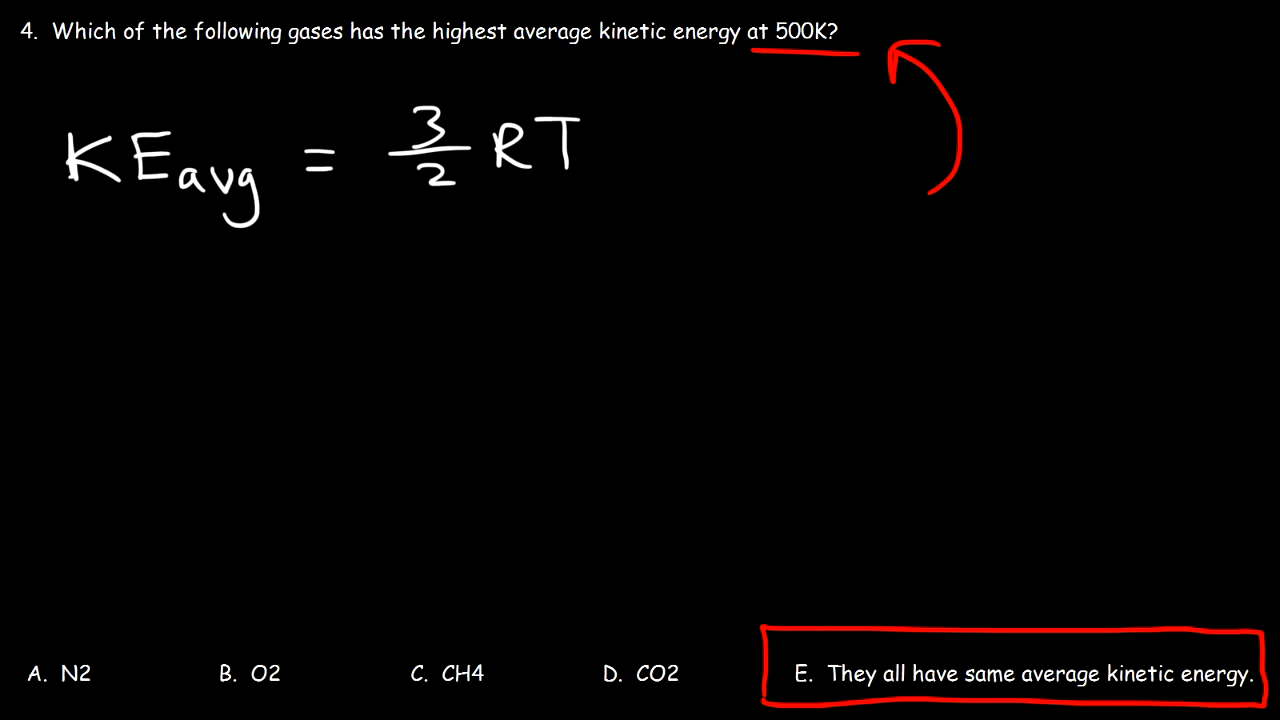 4. Which of the following gases has the highest average kinetic energy at 500K?
KEavg = 3/2 RT
A. N2 B. O2 C. CH4 D. CO2 E. They all have same average kinetic energy.